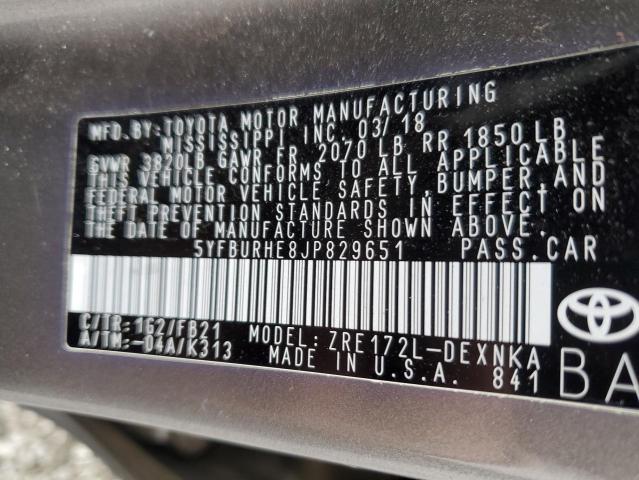 MFD. BY: TOYOTA MOTOR MANUFACTURING
MISSISSIPPI INC. 03/18
GVWR 3820LB GAWR FR 2070 LB RR 1850 LB
THIS VEHICLE CONFORMS TO ALL APPLICABLE
FEDERAL MOTOR VEHICLE SAFETY, BUMPER, AND
THEFT PREVENTION STANDARDS IN EFFECT ON
THE DATE OF MANUFACTURE SHOWN ABOVE.
5YFBURHE8JP829651 PASS.CAR
C/TR:1G2/FB21 MODEL: ZRE172L-DEXNKA
A/TM:-04A/K313 MADE IN U.S.A. 841
BA